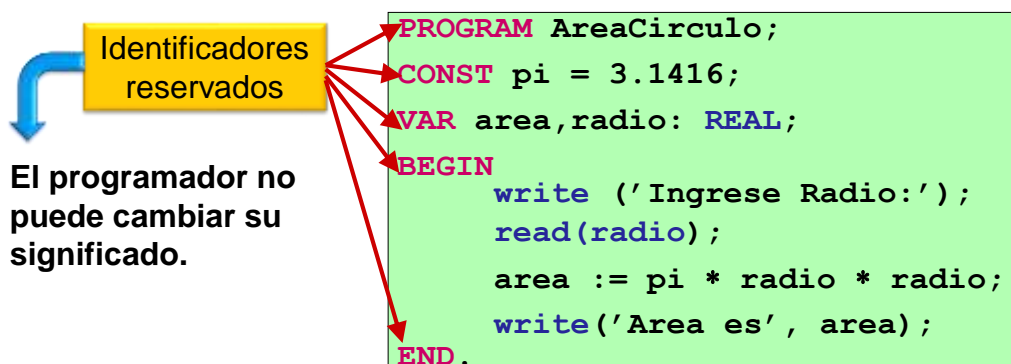 Identificadores
reservados
El programador no
puede cambiar su
significado.
PROGRAM AreaCirculo;
CONST pi = 3.1416;
VAR area,radio: REAL;
BEGIN
write (’Ingrese Radio:’);
read(radio);
area := pi * radio * radio;
write(’Area es’, area);
END.